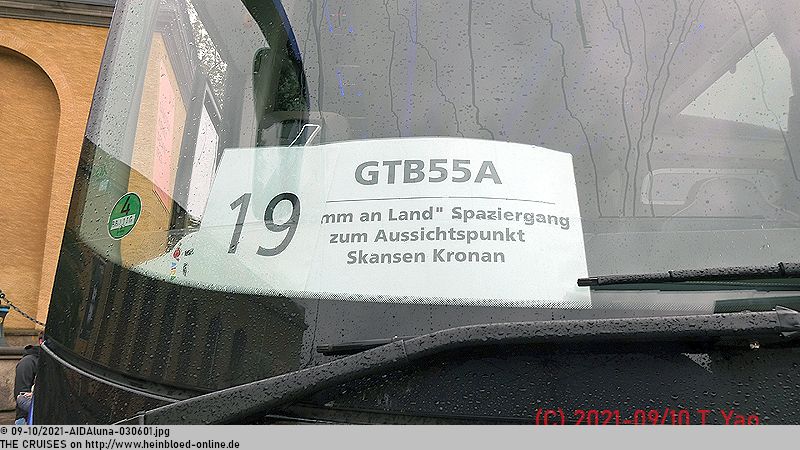 GTB55A
19
mm an Land" Spaziergang
zum Aussichtspunkt
Skansen Kronan
4
(C) 2021-09/10 T. Yao
© 09-10/2021-AIDAluna-030601.jpg
THE CRUISES on http://www.heinbloed-online.de